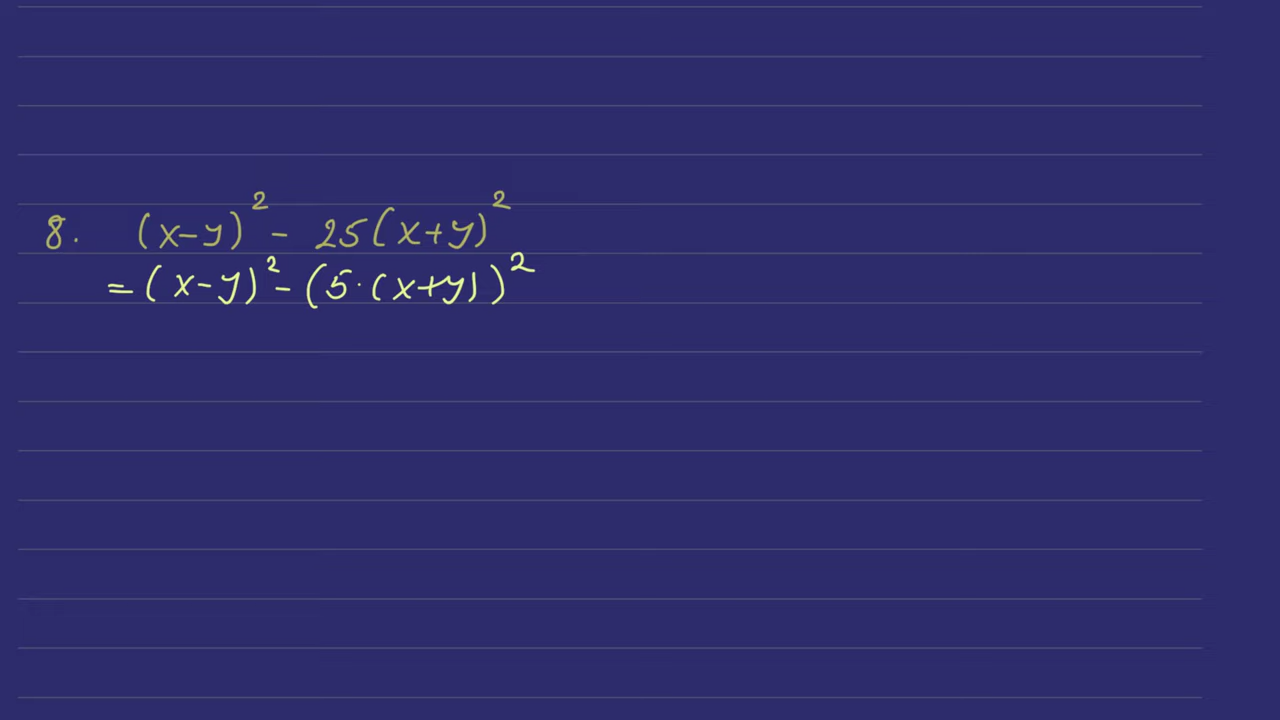 8. (x-y)² - 25(x+y)²
= (x-y)² - (5·(x+y))²